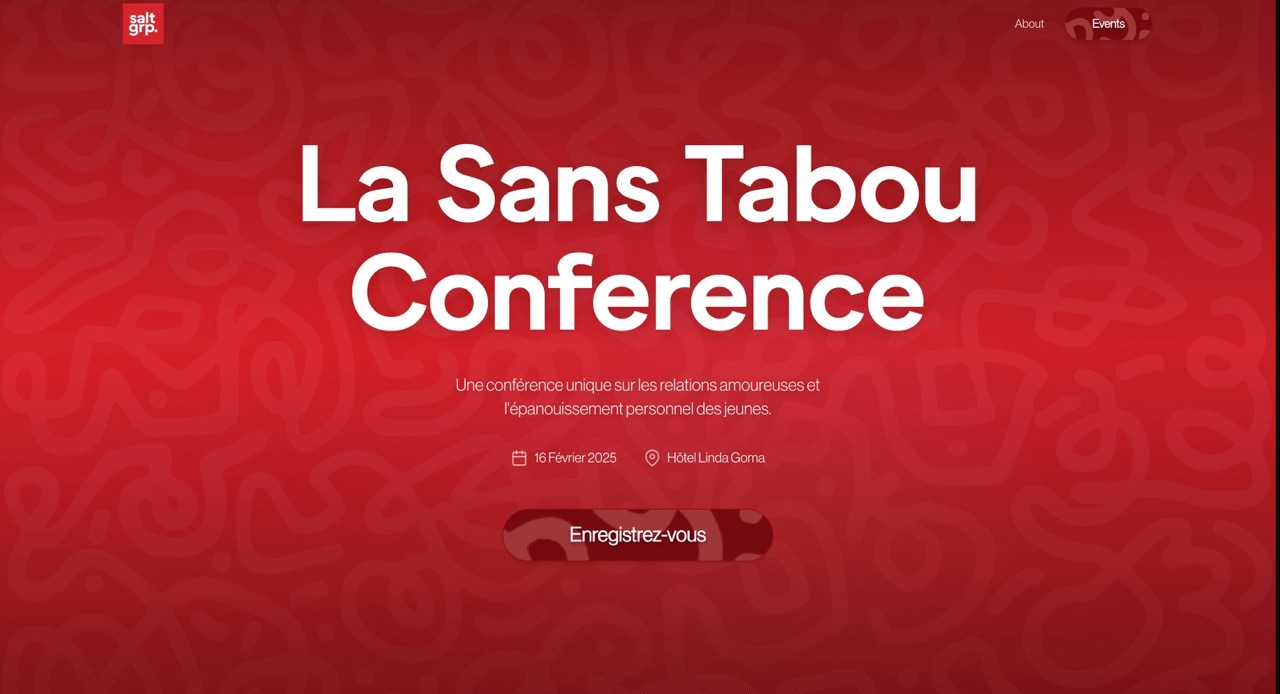 salt
grp.
About
Events
La Sans Tabou
Conference
Une conférence unique sur les relations amoureuses et
l'épanouissement personnel des jeunes.
16 Février 2025
Hôtel Linda Goma
Enregistrez-vous